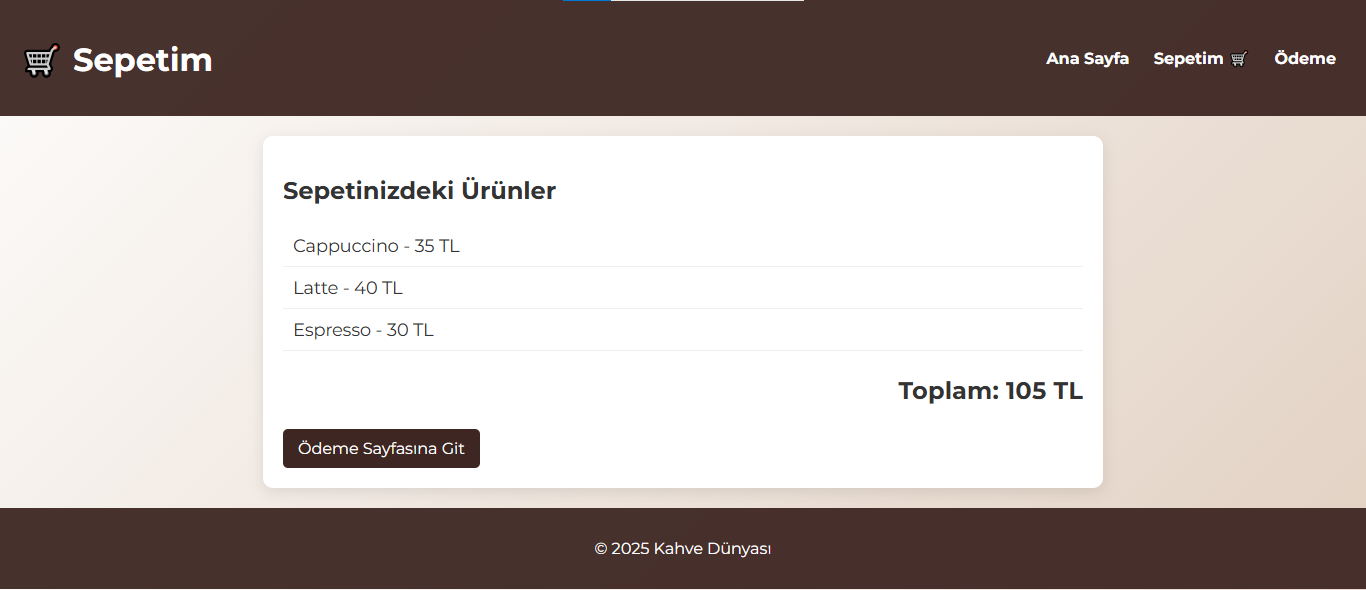 Sepetim
Ana Sayfa Sepetim Ödeme
Sepetinizdeki Ürünler
Cappuccino - 35 TL
Latte - 40 TL
Espresso - 30 TL
Toplam: 105 TL
Ödeme Sayfasına Git
© 2025 Kahve Dünyası